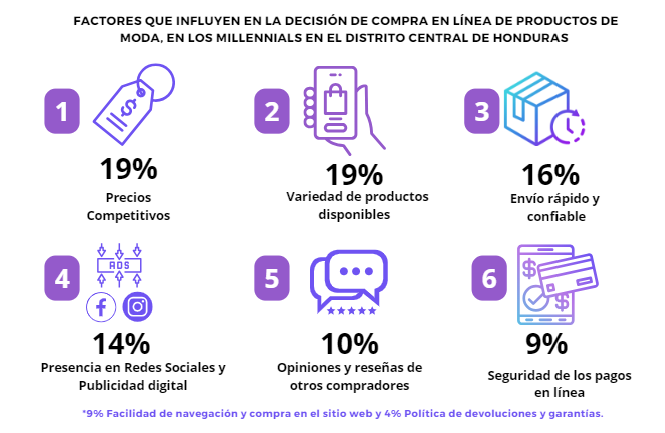 FACTORES QUE INFLUYEN EN LA DECISIÓN DE COMPRA EN LÍNEA DE PRODUCTOS DE
MODA, EN LOS MILLENNIALS EN EL DISTRITO CENTRAL DE HONDURAS
1
$
19%
Precios
Competitivos
2
19%
Variedad de productos
disponibles
3
16%
Envío rápido y
confiable
4
ADS
f
14%
Presencia en Redes Sociales y
Publicidad digital
5
10%
Opiniones y reseñas de
otros compradores
6
$
$
9%
Seguridad de los pagos
en línea
*9% Facilidad de navegación y compra en el sitio web y 4% Política de devoluciones y garantías.